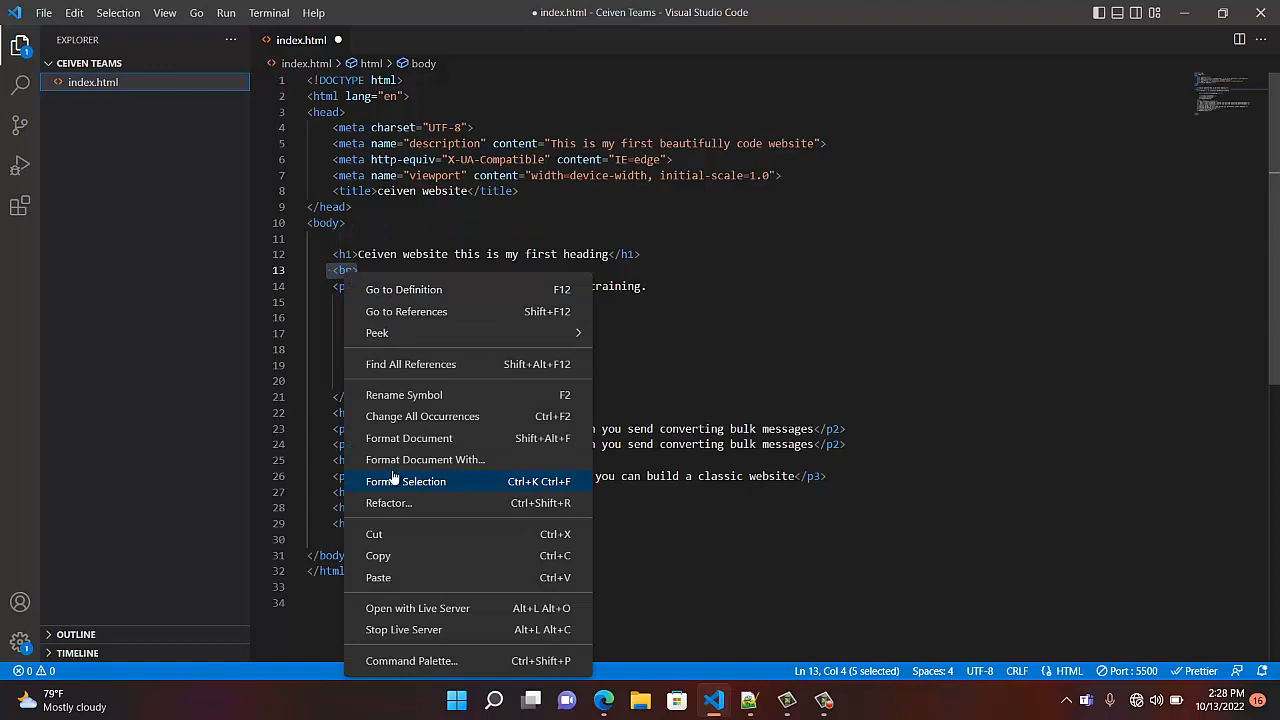 File Edit Selection View Go Run Terminal Help
● index.html - Ceiven Teams - Visual Studio Code
EXPLORER
CEIVEN TEAMS
index.html
1
1
index.html
index.html > html > body
1 <!DOCTYPE html>
2 <html lang="en">
3 <head>
4 <meta charset="UTF-8">
5 <meta name="description" content="This is my first beautifully code website">
6 <meta http-equiv="X-UA-Compatible" content="IE=edge">
7 <meta name="viewport" content="width=device-width, initial-scale=1.0">
8 <title>ceiven website</title>
9 </head>
10 <body>
11
12 <h1>Ceiven website this is my first heading</h1>
13 <br>
14 <p training.
15
16
17
18
19
20
21 </
22 <h
23 <p n you send converting bulk messages</p2>
24 <p n you send converting bulk messages</p2>
25 <h
26 <p you can build a classic website</p3>
27 <h
28 <h
29 <h
30
31 </body
32 </html
33
34
Go to Definition F12
Go to References Shift+F12
Peek
Find All References Shift+Alt+F12
Rename Symbol F2
Change All Occurrences Ctrl+F2
Format Document Shift+Alt+F
Format Document With...
Format Selection Ctrl+K Ctrl+F
Refactor... Ctrl+Shift+R
Cut Ctrl+X
Copy Ctrl+C
Paste Ctrl+V
Open with Live Server Alt+L Alt+O
Stop Live Server Alt+L Alt+C
Command Palette... Ctrl+Shift+P
OUTLINE
TIMELINE
0 0 Ln 13, Col 4 (5 selected) Spaces: 4 UTF-8 CRLF HTML Port : 5500 Prettier
79°F
Mostly cloudy
2:28 PM
10/13/2022
16